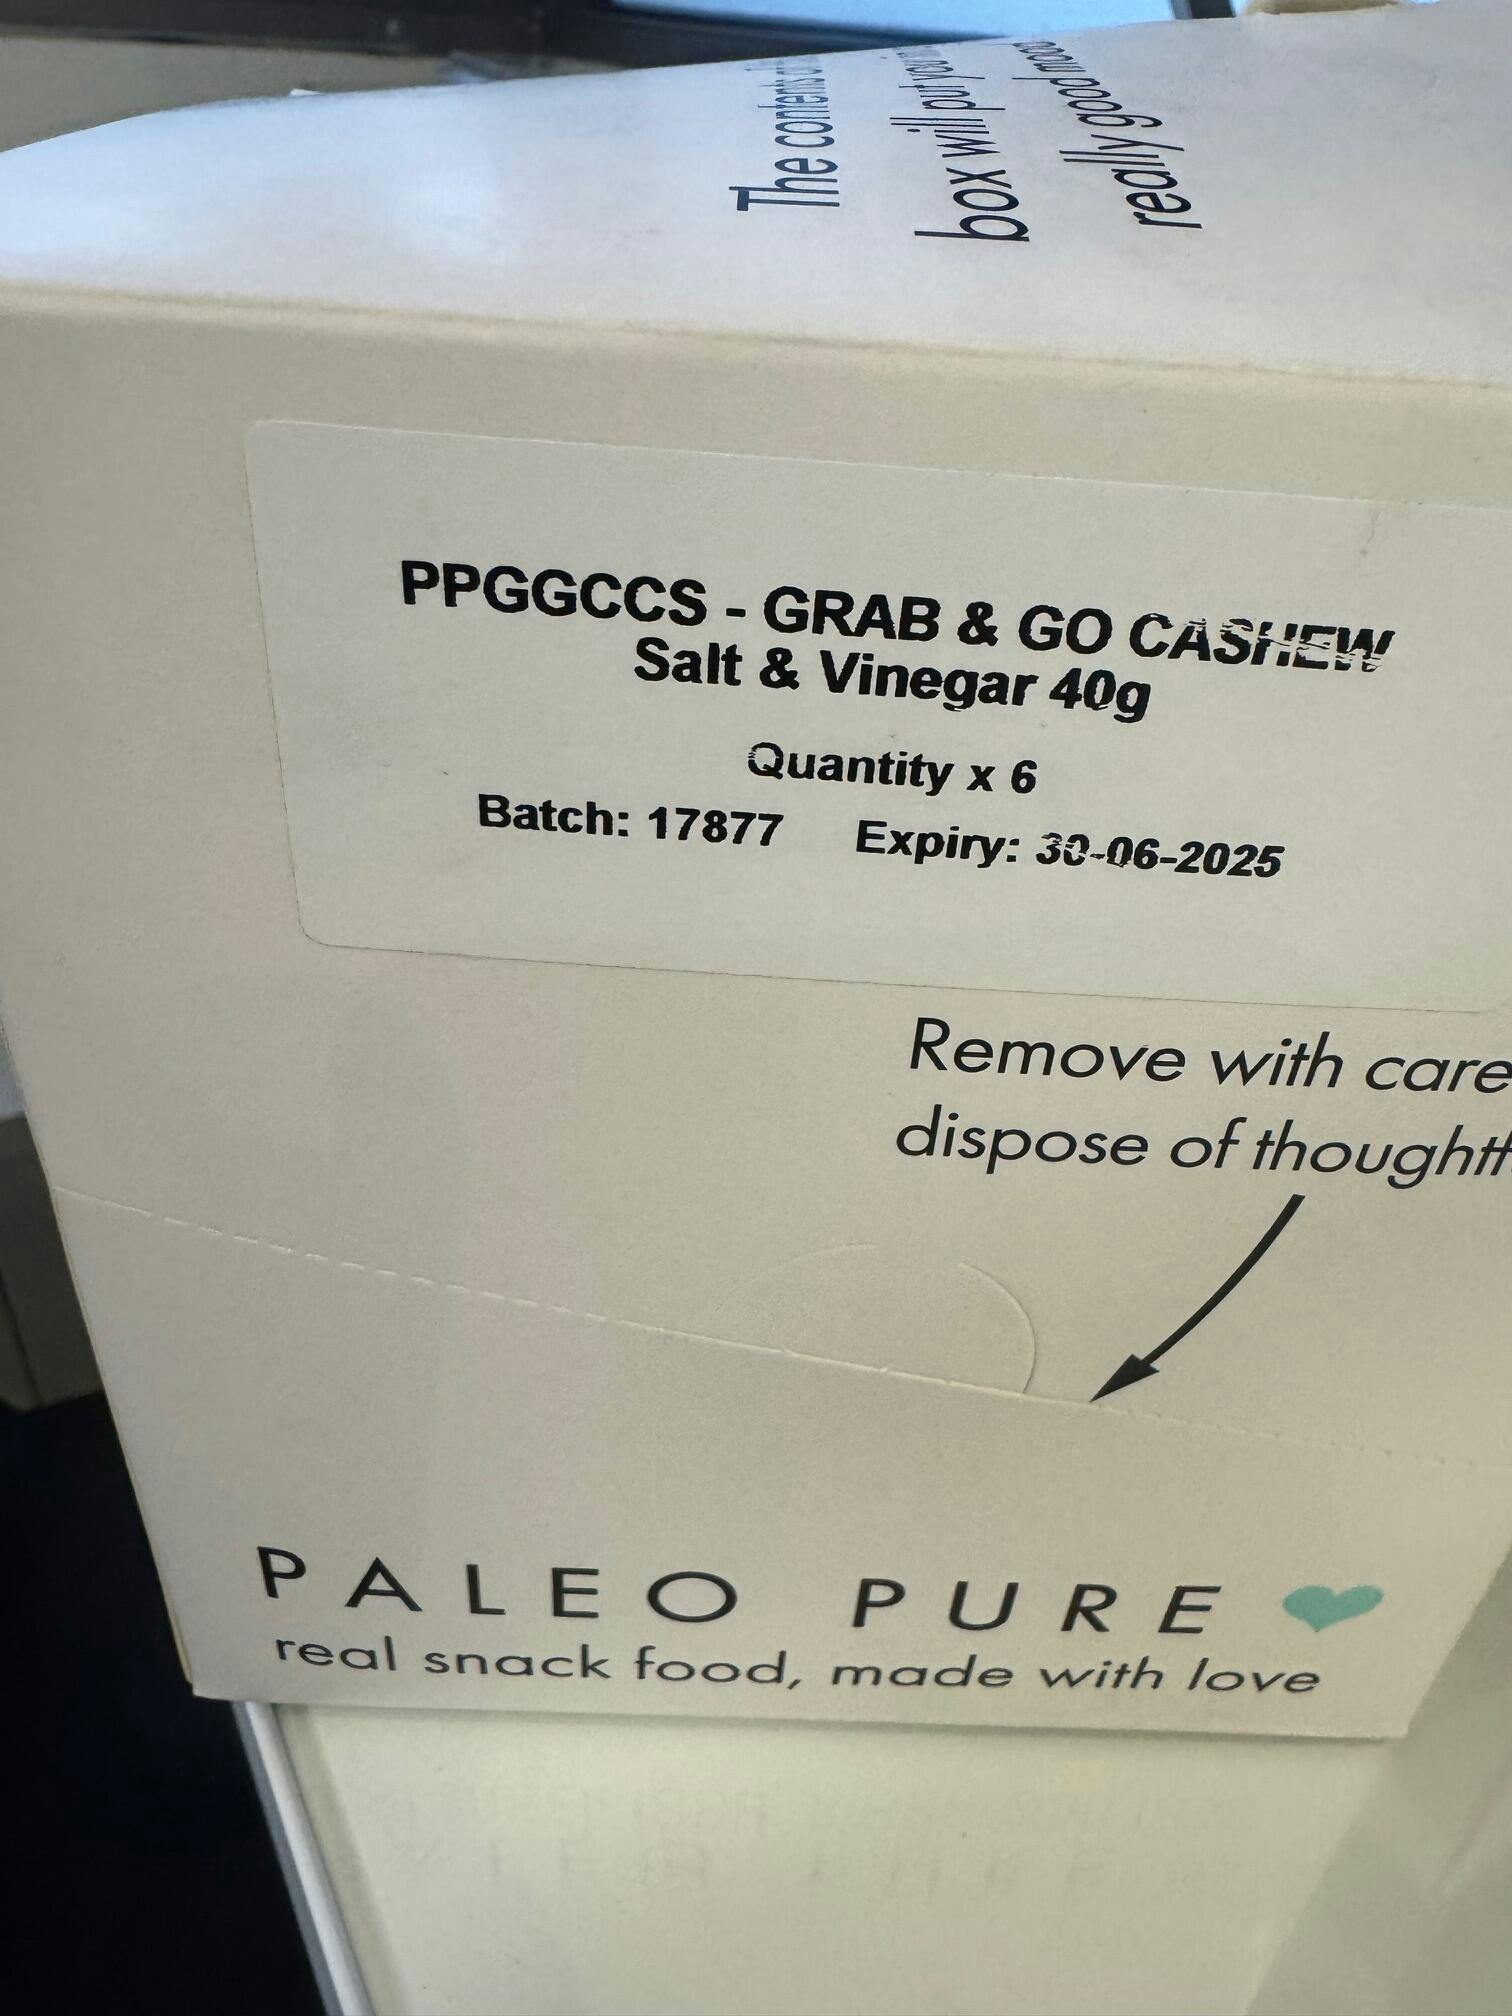 The contents
box will put you
really good mood
PPGGCCS - GRAB & GO CASHEW
Salt & Vinegar 40g
Quantity x 6
Batch: 17877 Expiry: 30-06-2025
Remove with care
dispose of
PALEO PURE
real snack food, made with love